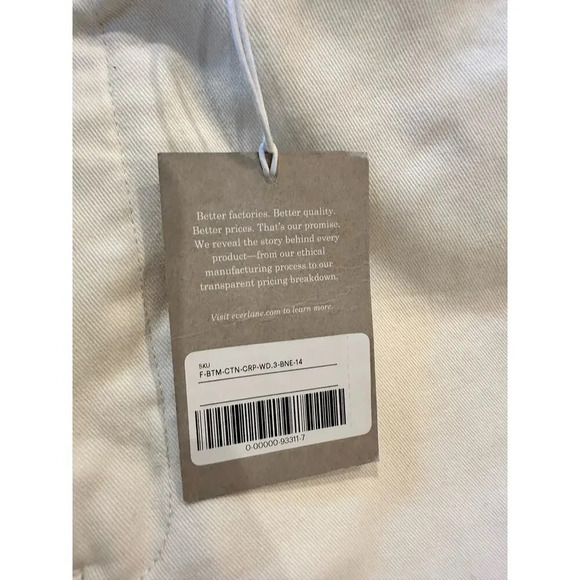 Better factories. Better quality.
Better prices. That's our promise.
We reveal the story behind every
product—from our ethical
manufacturing process to our
transparent pricing breakdown.
Visit everlane.com to learn more.
SKU
F-BTM-CTN-CRP-WD.3-BNE-14
0-00000-93311-7